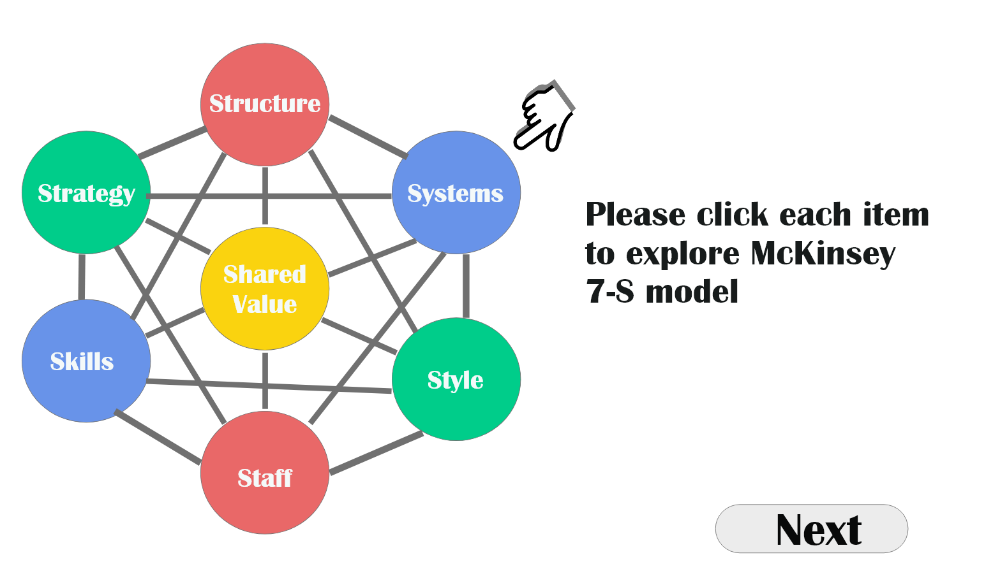 Structure
Strategy
Systems
Shared
Value
Skills
Style
Staff
Please click each item
to explore McKinsey
7-S model
Next